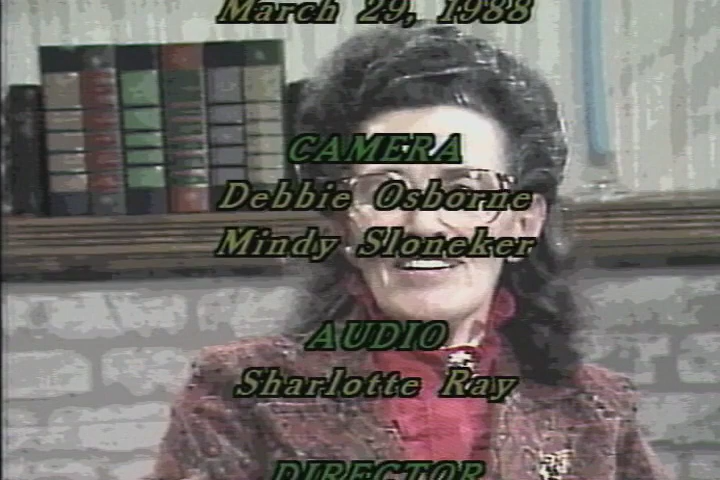 March 29, 1988
CAMERA
Debbie Osborne
Mindy Sloneker
AUDIO
Sharlotte Ray
DIRECTOR